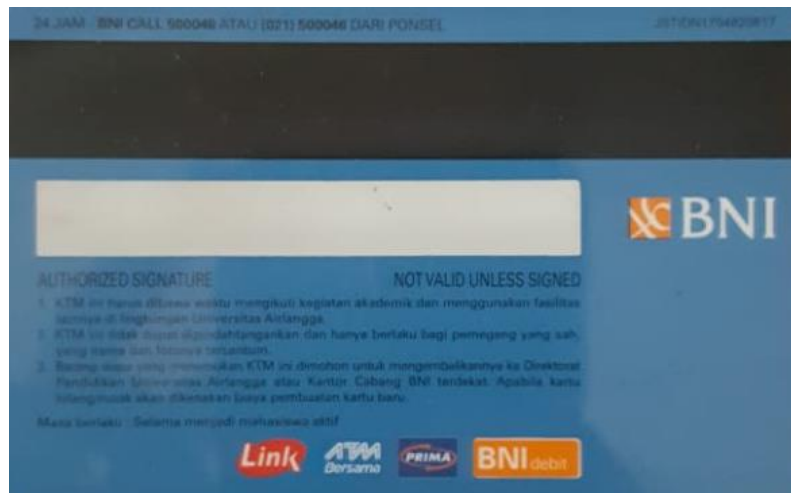 24 JAM BNI CALL 500046 ATAU (021) 500046 DARI PONSEL
BNI
AUTHORIZED SIGNATURE NOT VALID UNLESS SIGNED
1. KTM ini harus dibawa waktu mengikuti kegiatan akademik dan menggunakan fasilitas
lainnya di lingkungan Universitas Airlangga.
2. KTM ini tidak dapat dipindahtangankan dan hanya berlaku bagi pemegang yang sah,
yang nama dan fotonya tercantum.
3. Barang siapa yang menemukan KTM ini dimohon untuk mengembalikannya ke Direktorat
Pendidikan Universitas Airlangga atau Kantor Cabang BNI terdekat. Apabila kartu
hilang/rusak akan dikenakan biaya pembuatan kartu baru.
Masa berlaku : Selama menjadi mahasiswa aktif
Link ATM Bersama PRIMA BNI debit